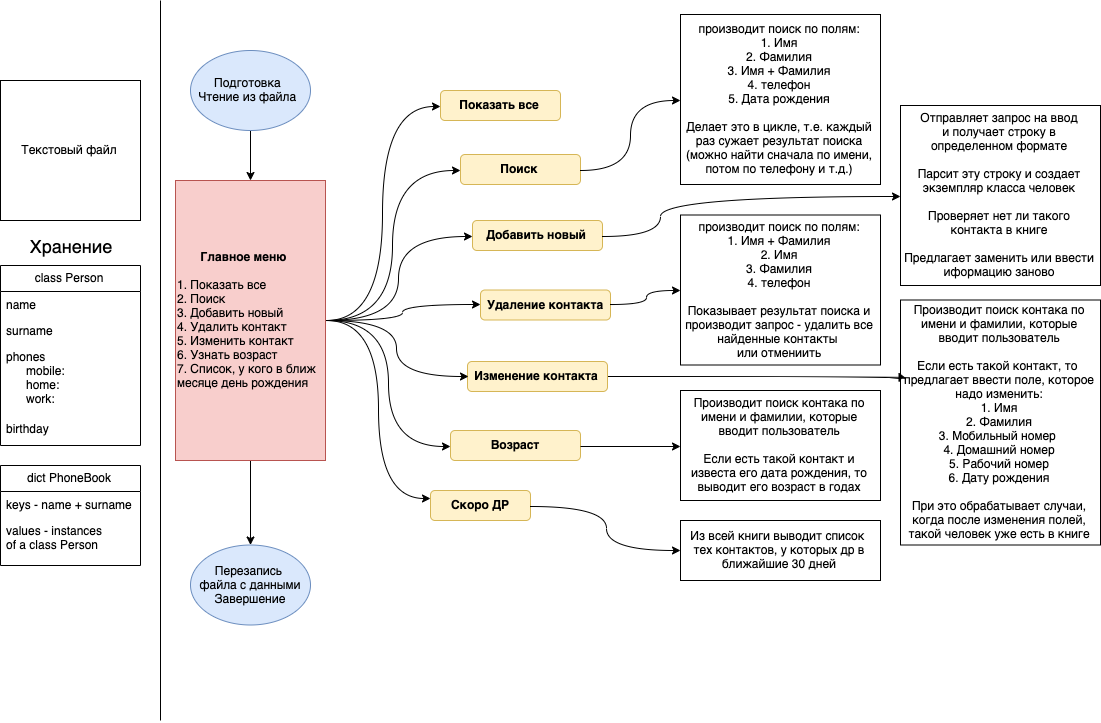 Текстовый файл
Хранение
class Person
name
surname
phones
mobile:
home:
work:
birthday
dict PhoneBook
keys - name + surname
values - instances
of a class Person
Подготовка
Чтение из файла
Главное меню
1. Показать все
2. Поиск
3. Добавить новый
4. Удалить контакт
5. Изменить контакт
6. Узнать возраст
7. Список, у кого в ближ
месяце день рождения
Перезапись
файла с данными
Завершение
Показать все
Поиск
Добавить новый
Удаление контакта
Изменение контакта
Возраст
Скоро ДР
производит поиск по полям:
1. Имя
2. Фамилия
3. Имя + Фамилия
4. телефон
5. Дата рождения
Делает это в цикле, т.е. каждый
раз сужает результат поиска
(можно найти сначала по имени,
потом по телефону и т.д.)
производит поиск по полям:
1. Имя + Фамилия
2. Имя
3. Фамилия
4. телефон
Показывает результат поиска и
производит запрос - удалить все
найденные контакты
или отмениить
Производит поиск контака по
имени и фамилии, которые
вводит пользователь
Если есть такой контакт и
известа его дата рождения, то
выводит его возраст в годах
Из всей книги выводит список
тех контактов, у которых др в
ближайшие 30 дней
Отправляет запрос на ввод
и получает строку в
определенном формате
Парсит эту строку и создает
экземпляр класса человек
Проверяет нет ли такого
контакта в книге
Предлагает заменить или ввести
иформацию заново
Производит поиск контака по
имени и фамилии, которые
вводит пользователь
Если есть такой контакт, то
предлагает ввести поле, которое
надо изменить:
1. Имя
2. Фамилия
3. Мобильный номер
4. Домашний номер
5. Рабочий номер
6. Дату рождения
При это обрабатывает случаи,
когда после изменения полей,
такой человек уже есть в книге